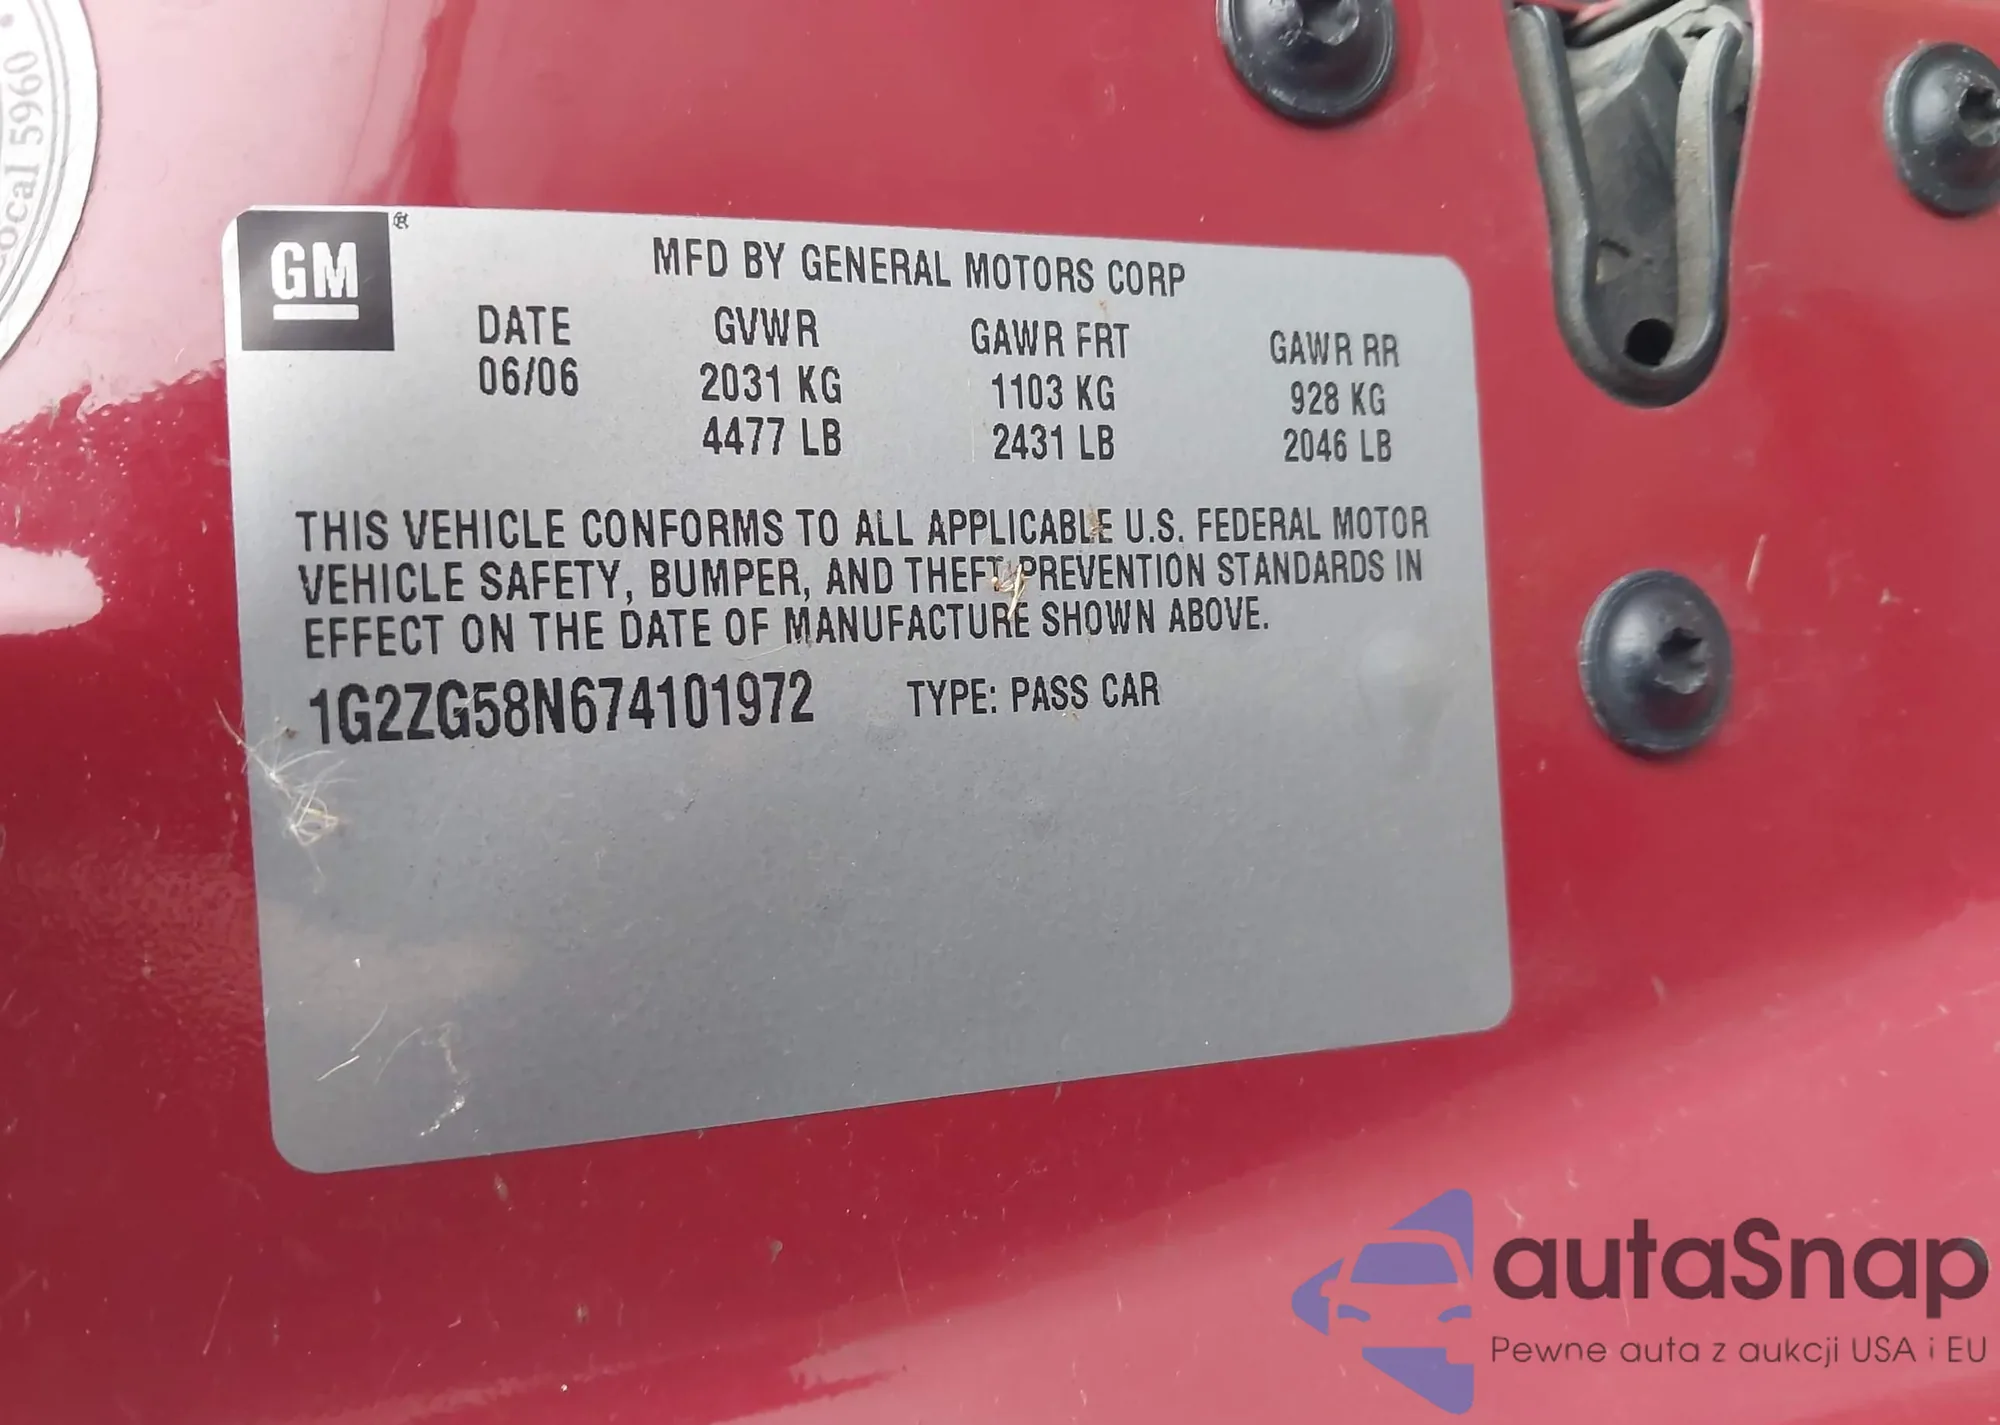 Local 5960
GM
MFD BY GENERAL MOTORS CORP
DATE GVWR GAWR FRT GAWR RR
06/06 2031 KG 1103 KG 928 KG
4477 LB 2431 LB 2046 LB
THIS VEHICLE CONFORMS TO ALL APPLICABLE U.S. FEDERAL MOTOR
VEHICLE SAFETY, BUMPER, AND THEFT PREVENTION STANDARDS IN
EFFECT ON THE DATE OF MANUFACTURE SHOWN ABOVE.
1G2ZG58N674101972 TYPE: PASS CAR
autaSnap
Pewne auta z aukcji USA i EU